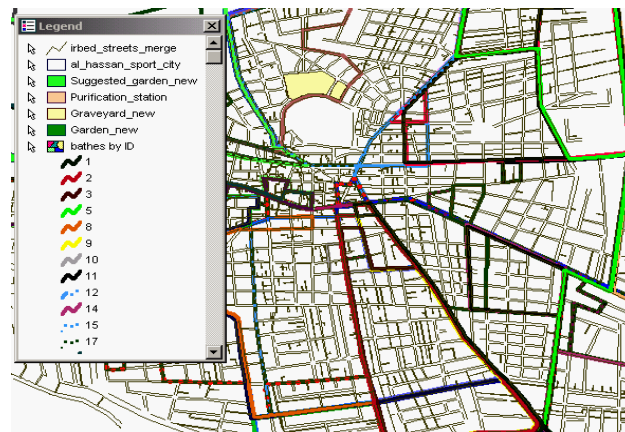 Legend
irbed_streets_merge
al_hassan_sport_city
Suggested_garden_new
Purification_station
Graveyard_new
Garden_new
bathes by ID
1
2
3
5
8
9
10
11
12
14
15
17